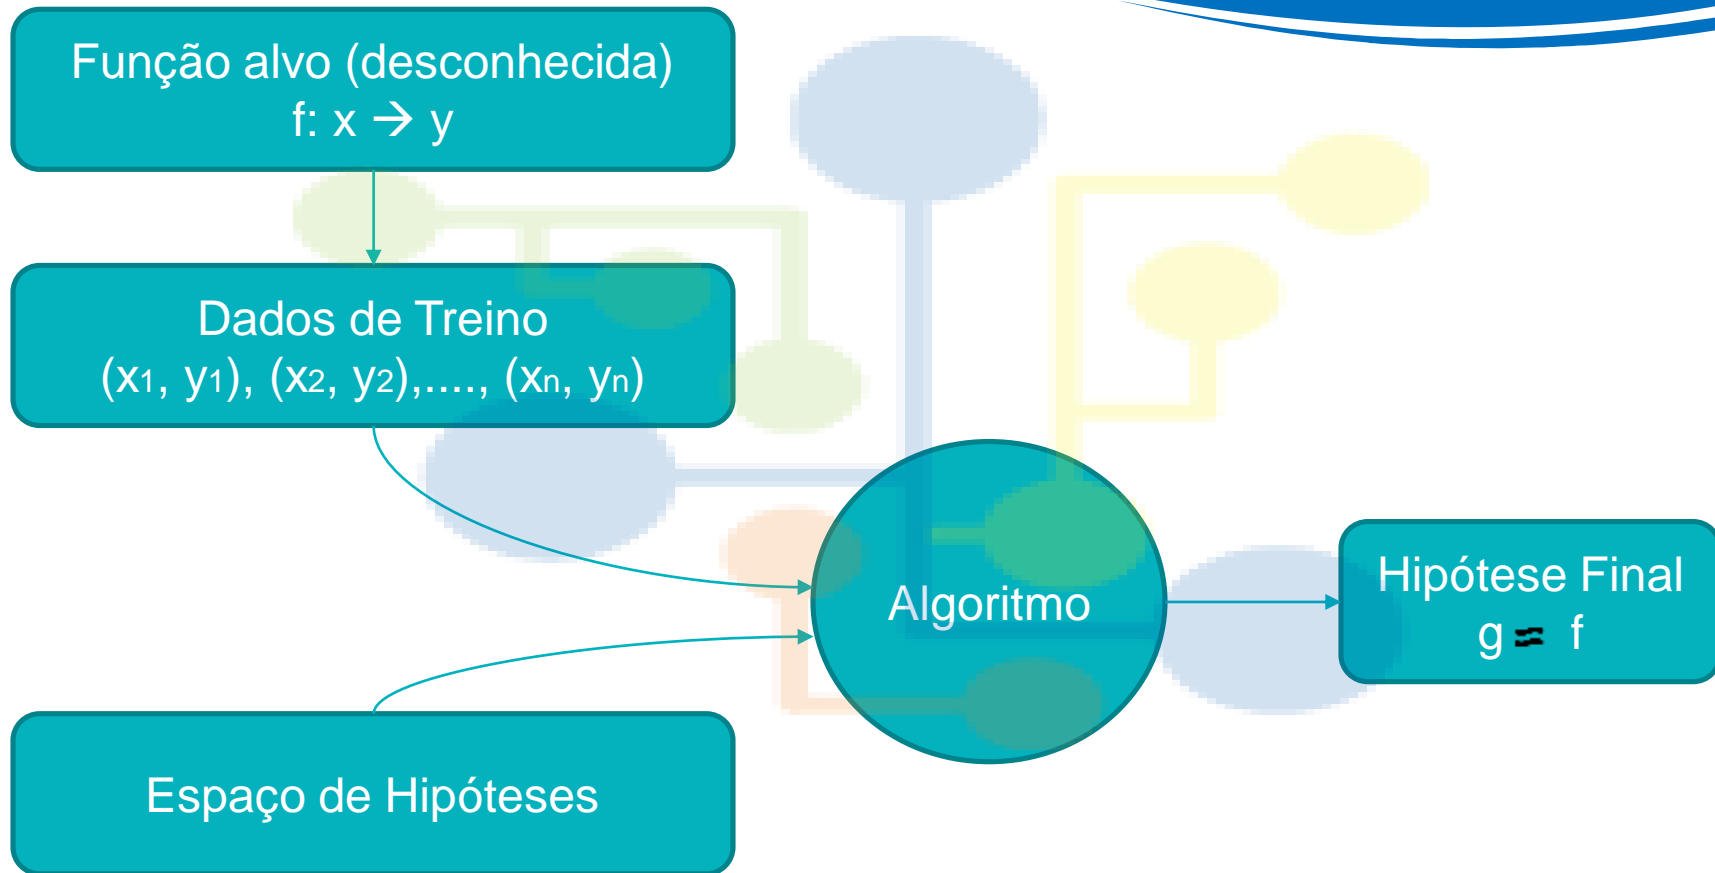 Função alvo (desconhecida)
f: x → y
Dados de Treino
(x1, y1), (x2, y2),...., (xn, yn)
Algoritmo
Hipótese Final
g ≈ f
Espaço de Hipóteses